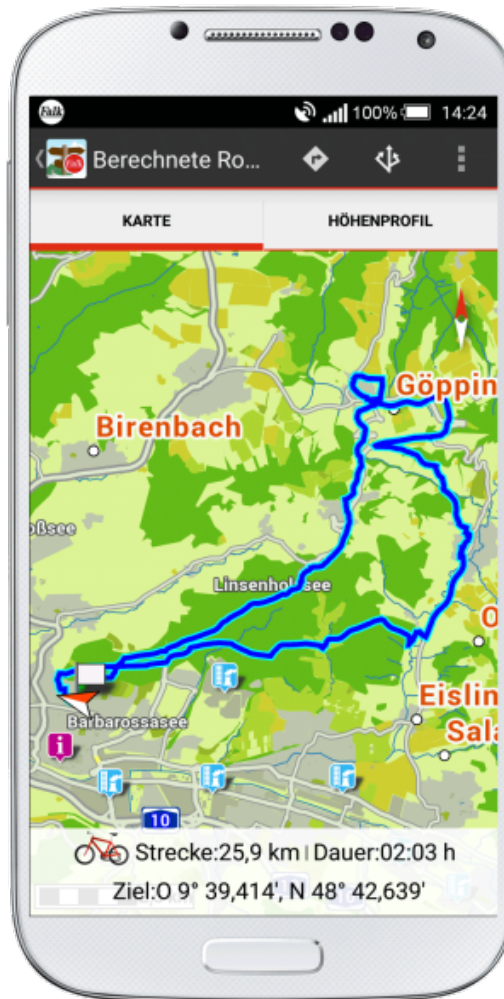 Falk
100% 14:24
Falk
Berechnete Ro...
KARTE HÖHENPROFIL
Göppin
Birenbach
oßsee
Linsenholzsee
O
Eislin
Barbarossasee
Sala
i
10
Strecke:25,9 km I Dauer:02:03 h
Ziel:O 9° 39,414', N 48° 42,639'